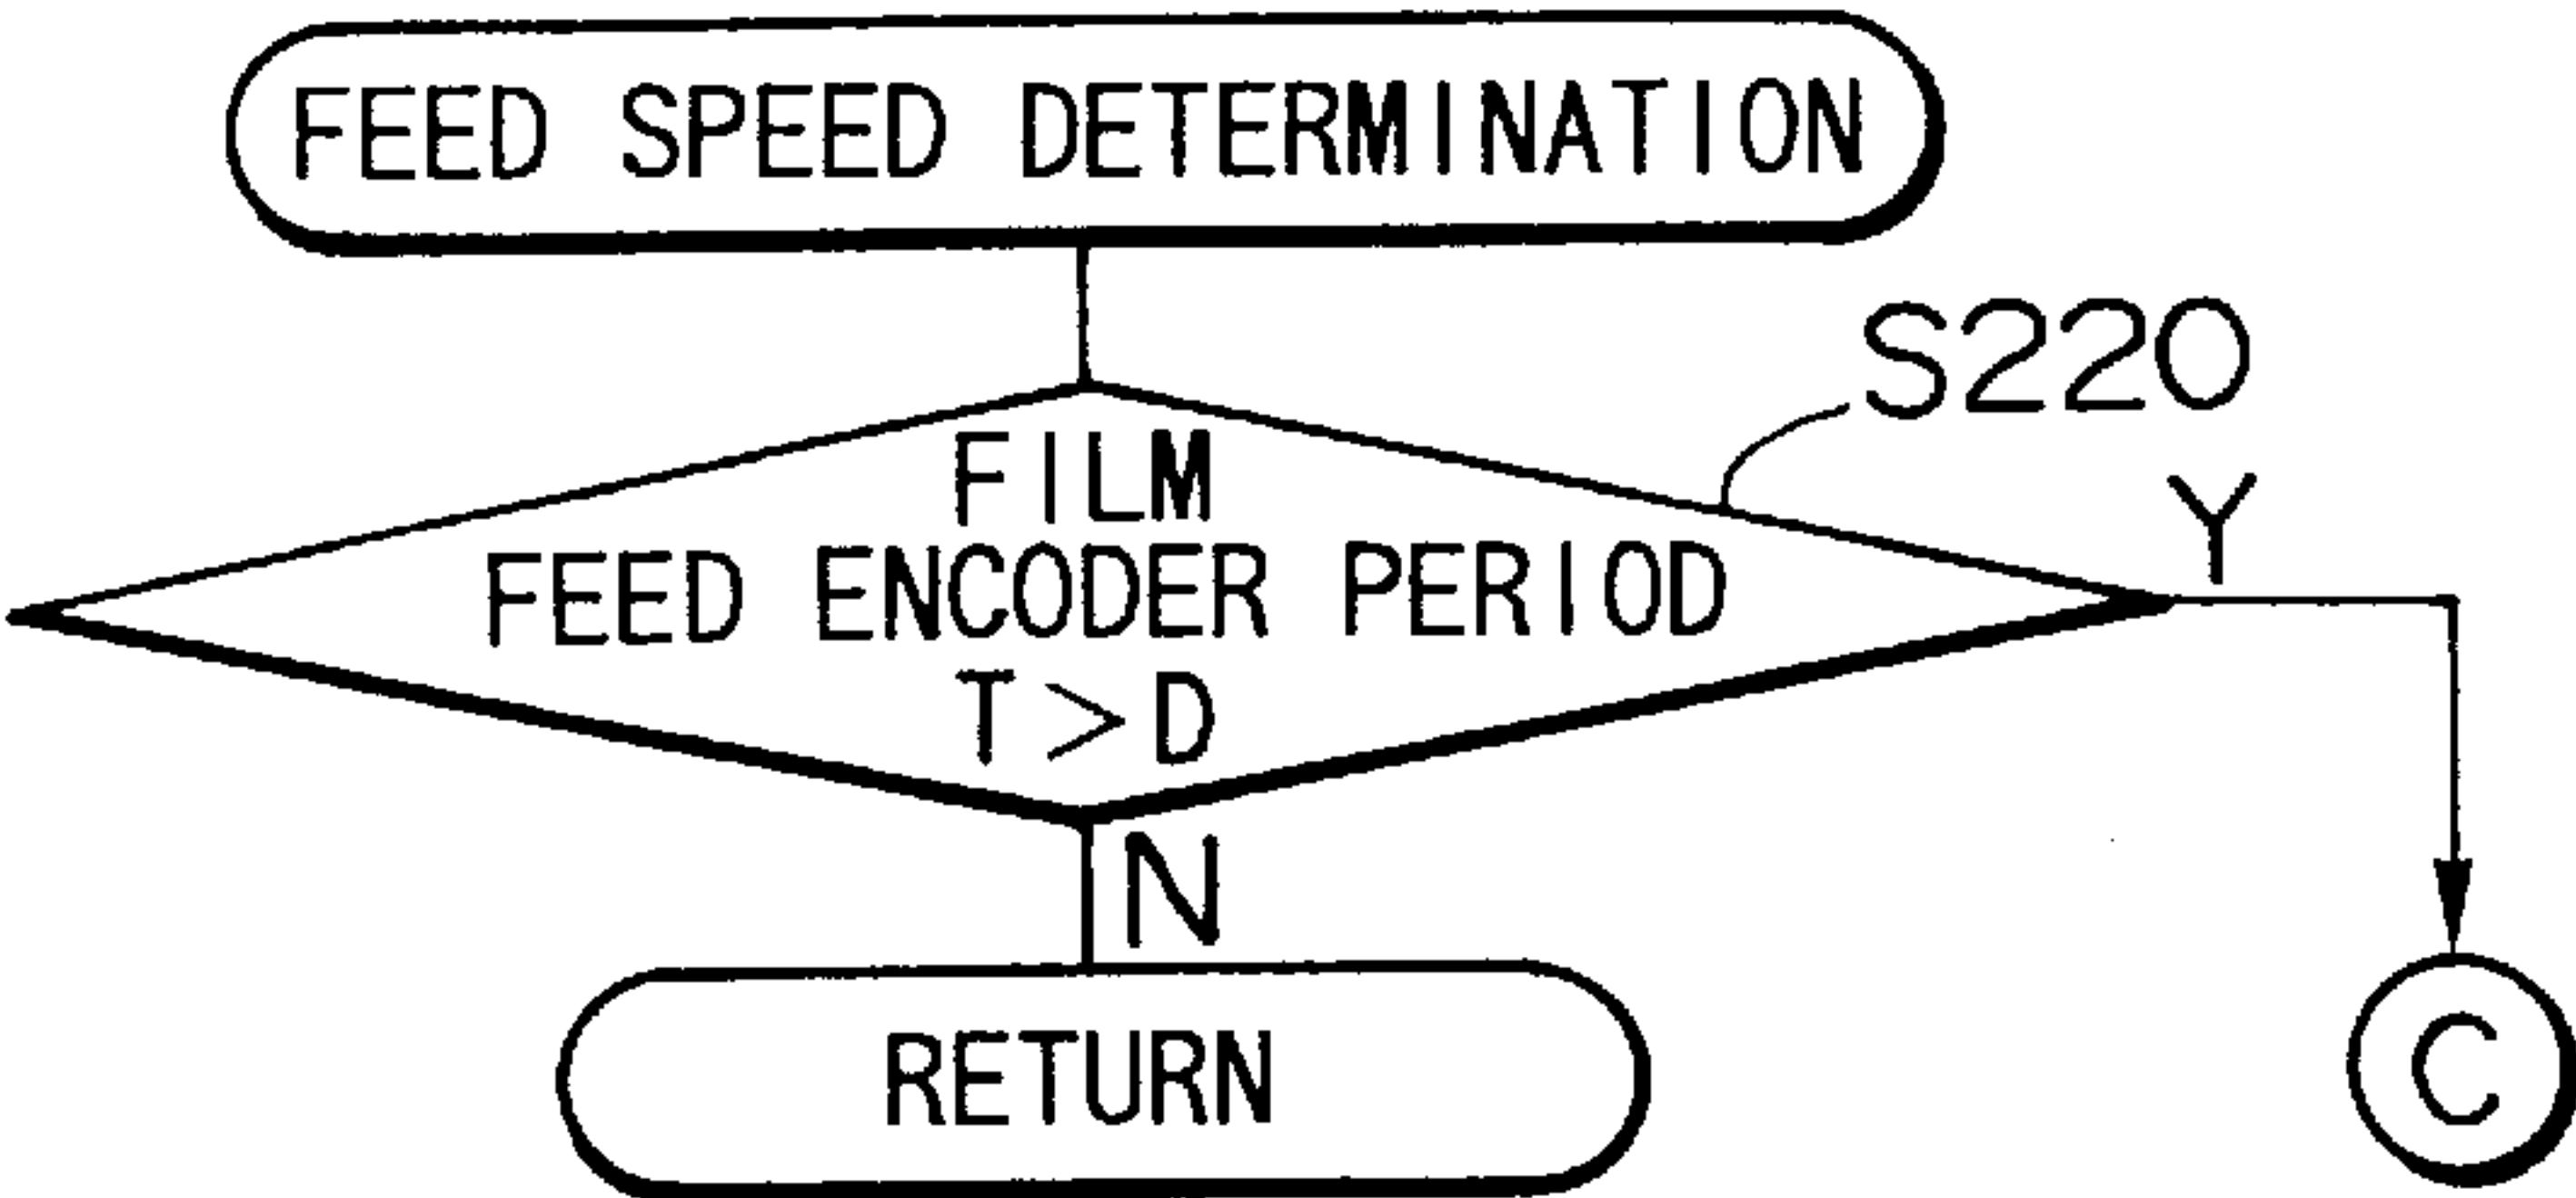 FEED SPEED DETERMINATION
S220
FILM
FEED ENCODER PERIOD
T>D
Y
N
RETURN
C